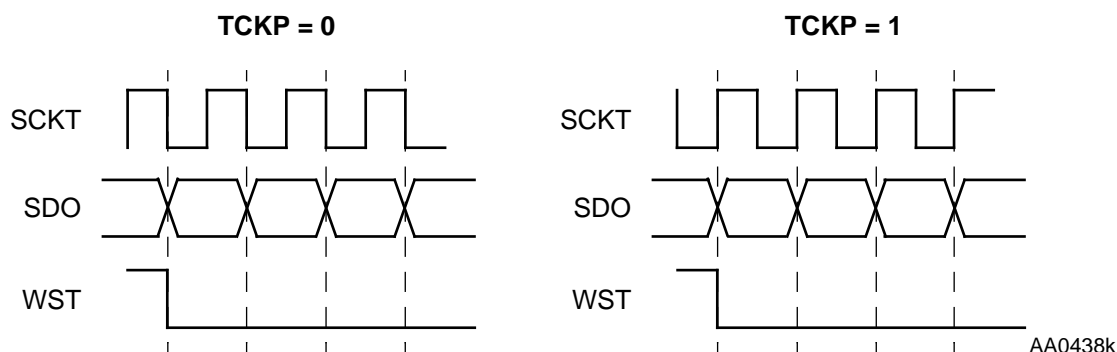 TCKP = 0
TCKP = 1
SCKT
SCKT
SDO
SDO
WST
WST
AA0438k